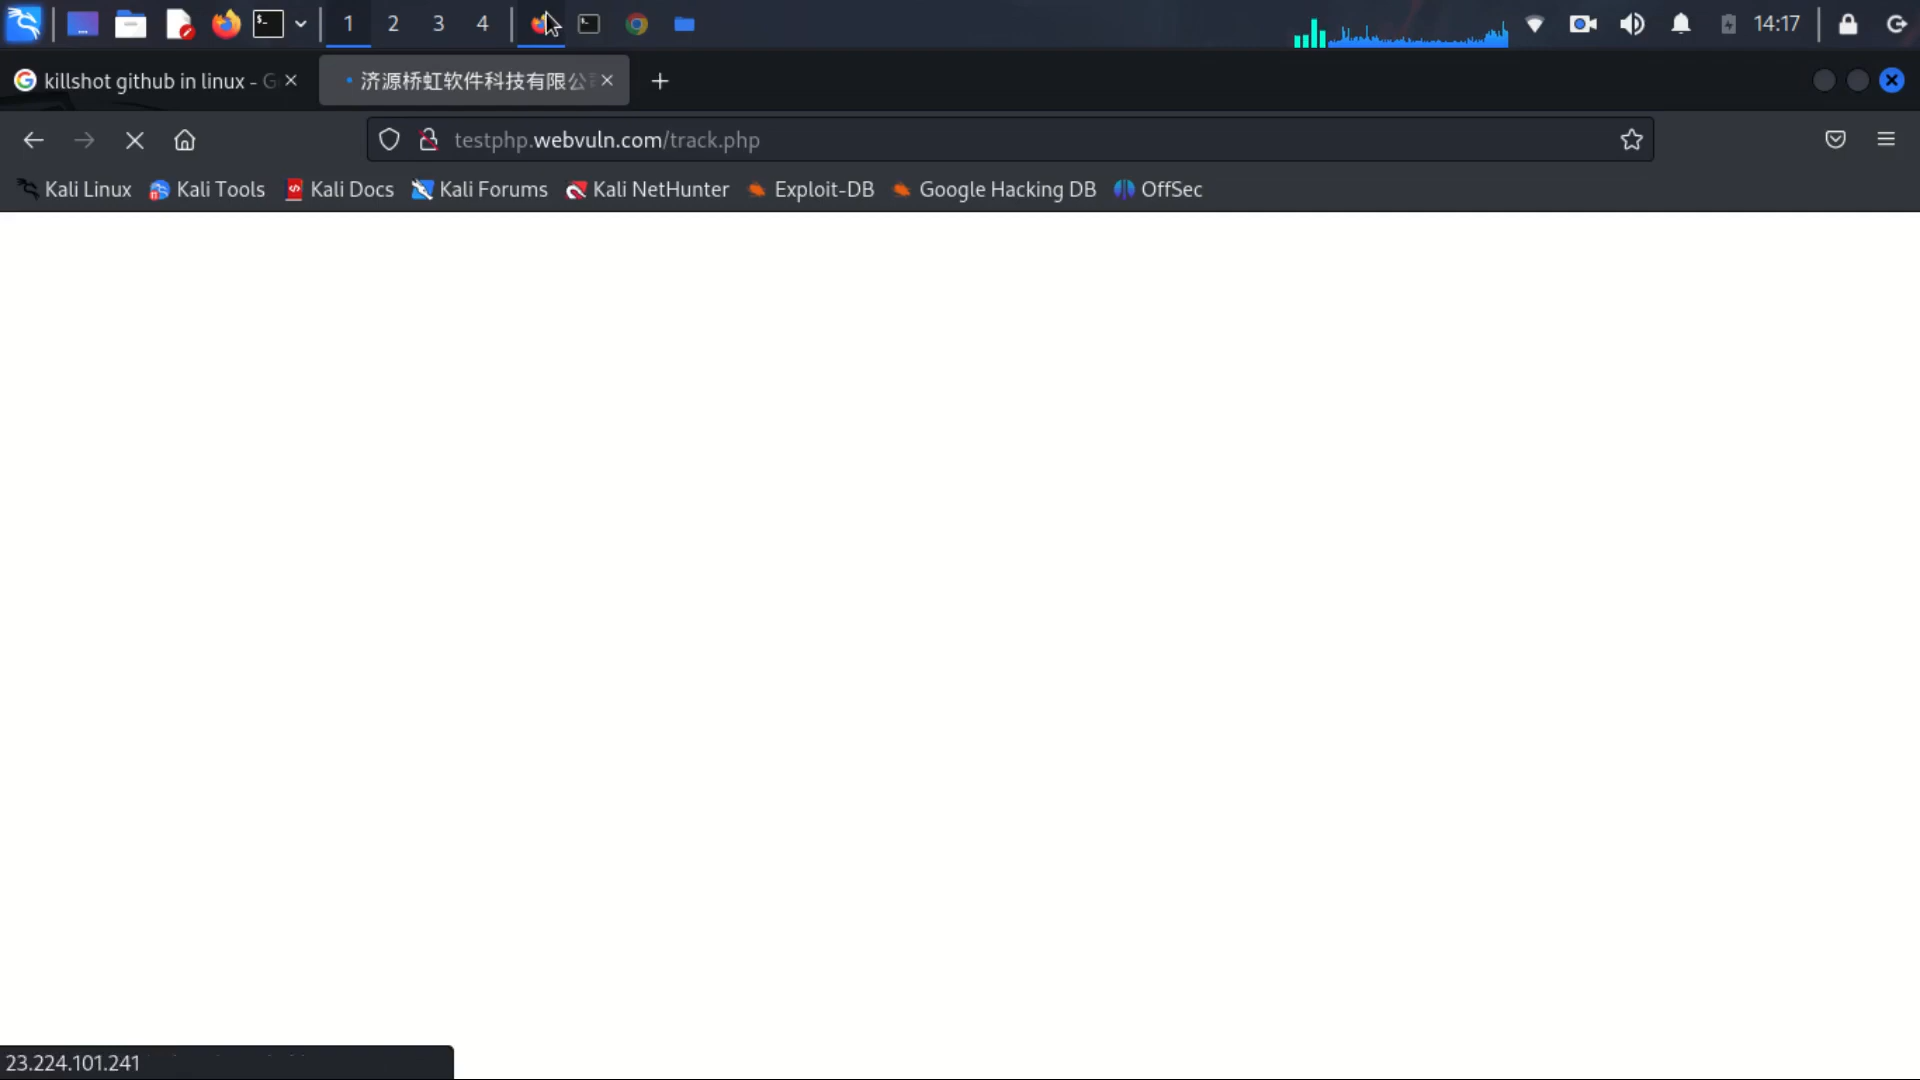 1 2 3 4 14:17
killshot github in linux - G 济源桥虹软件科技有限公
testphp.webvuln.com/track.php
Kali Linux Kali Tools Kali Docs Kali Forums Kali NetHunter Exploit-DB Google Hacking DB OffSec
23.224.101.241